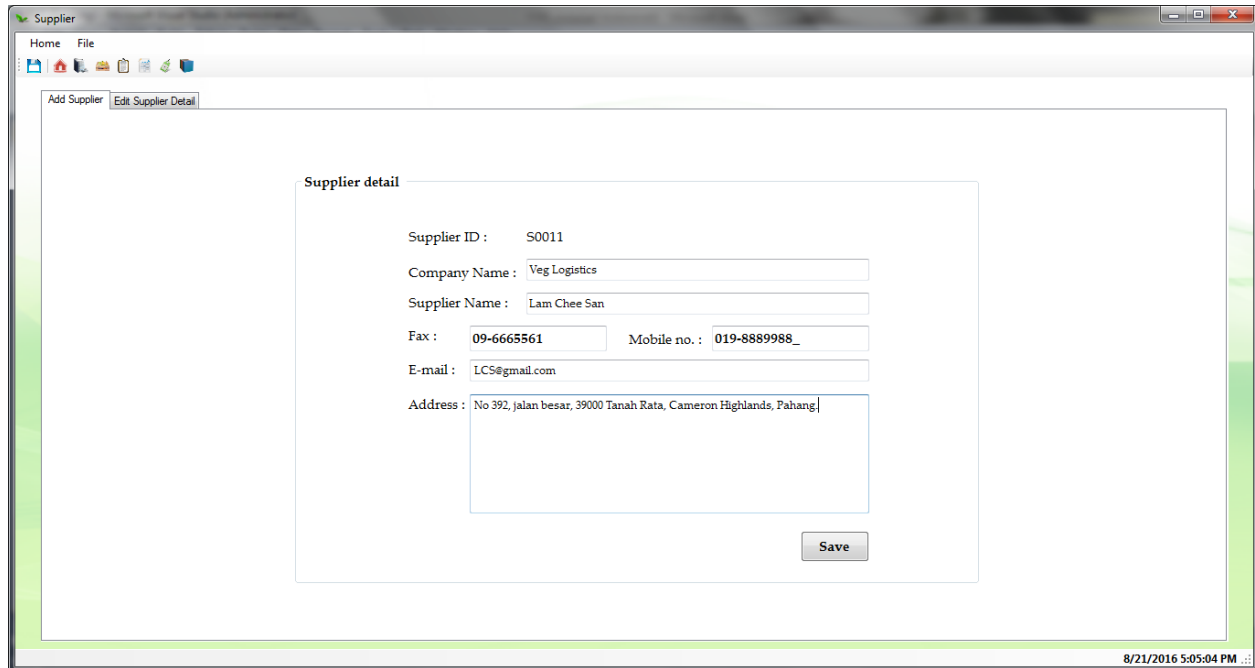 Supplier
Home File
Add Supplier Edit Supplier Detail
Supplier detail
Supplier ID : S0011
Company Name : Veg Logistics
Supplier Name : Lam Chee San
Fax : 09-6665561 Mobile no. : 019-8889988_
E-mail : LCS@gmail.com
Address : No 392, jalan besar, 39000 Tanah Rata, Cameron Highlands, Pahang.
Save
8/21/2016 5:05:04 PM